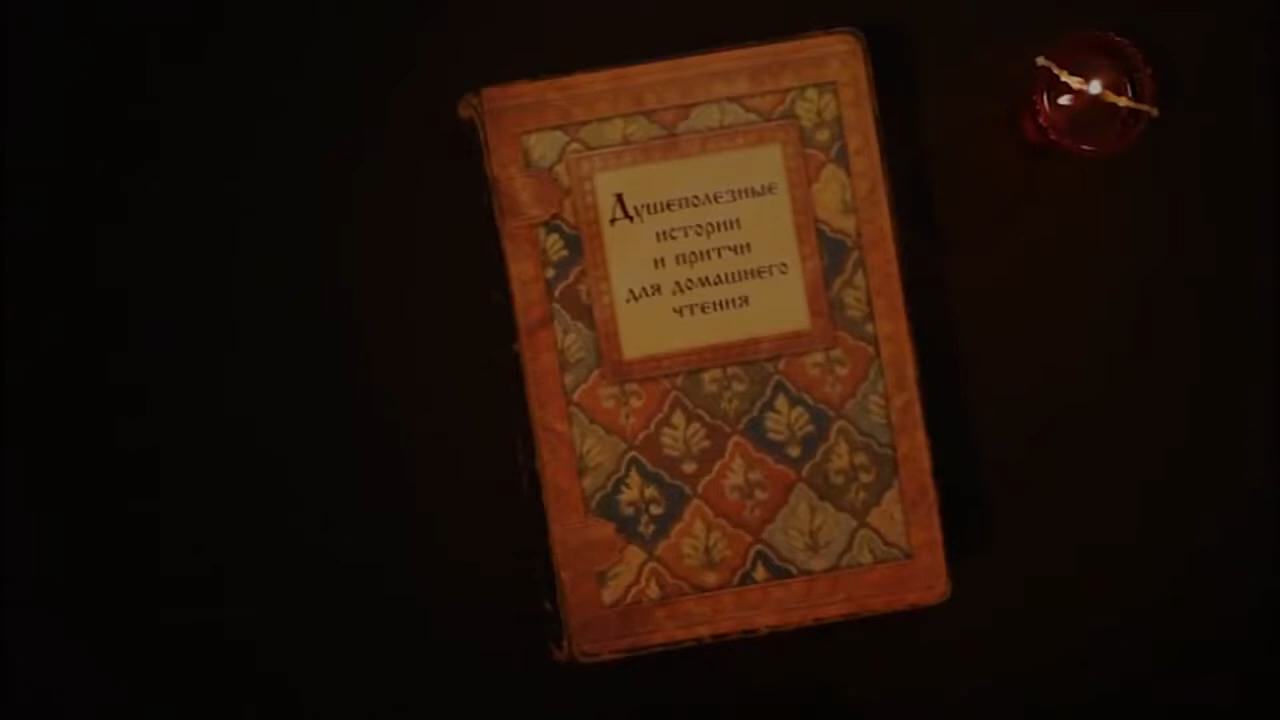 Душеполезные
истории
и притчи
для домашнего
чтения